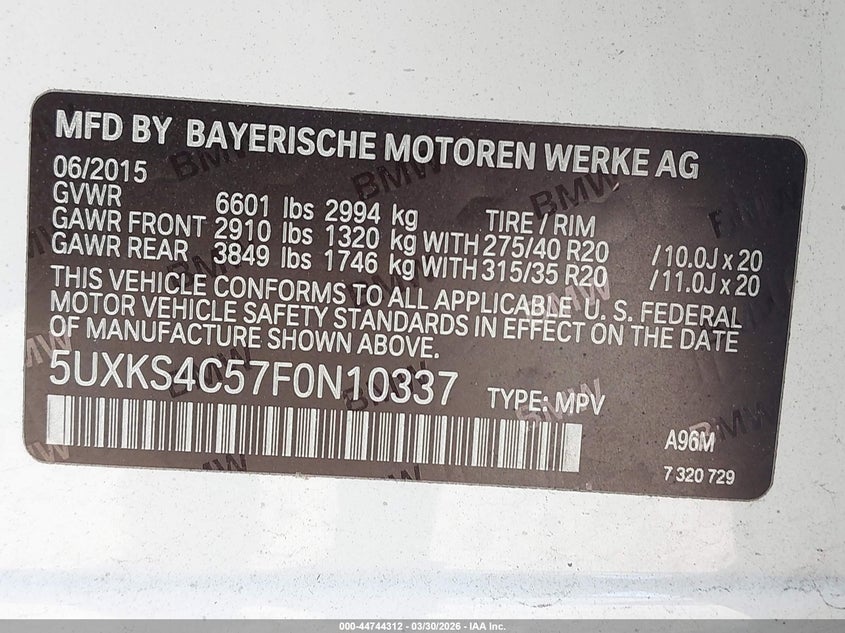 MFD BY BAYERISCHE MOTOREN WERKE AG
06/2015
GVWR 6601 lbs 2994 kg TIRE / RIM
GAWR FRONT 2910 lbs 1320 kg WITH 275/40 R20 /10.0J x 20
GAWR REAR 3849 lbs 1746 kg WITH 315/35 R20 /11.0J x 20
THIS VEHICLE CONFORMS TO ALL APPLICABLE U. S. FEDERAL
MOTOR VEHICLE SAFETY STANDARDS IN EFFECT ON THE DATE
OF MANUFACTURE SHOWN ABOVE.
5UXKS4C57F0N10337 TYPE: MPV
A96M
7 320 729
000-44744312 | 03/30/2026 - IAA Inc.